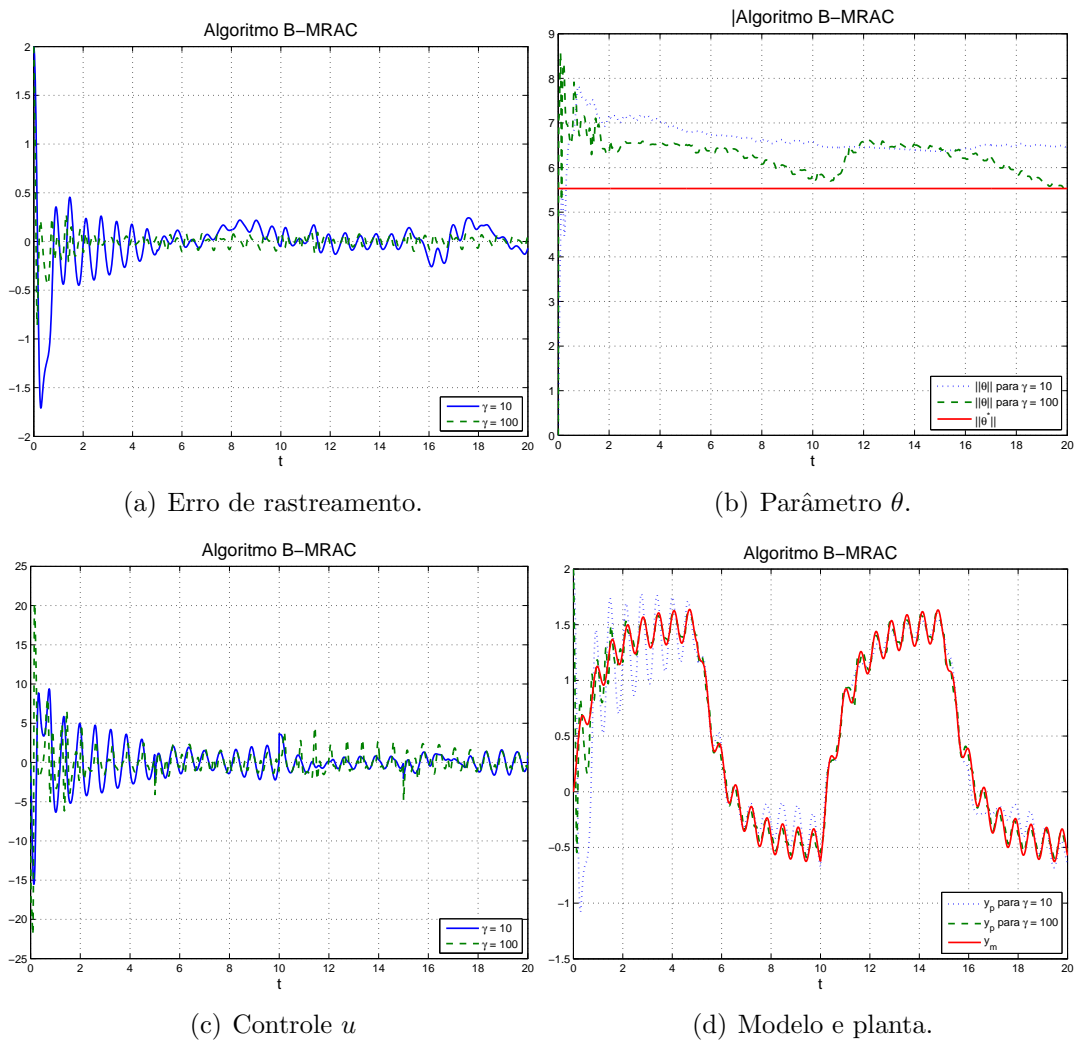 Algoritmo B−MRAC
2
1.5
1
0.5
0
−0.5
−1
−1.5
−2
0 2 4 6 8 10 12 14 16 18 20
t
γ = 10
γ = 100
(a) Erro de rastreamento.
|Algoritmo B−MRAC
9
8
7
6
5
4
3
2
1
0
0 2 4 6 8 10 12 14 16 18 20
t
||θ|| para γ = 10
||θ|| para γ = 100
||θ*||
(b) Parâmetro θ.
Algoritmo B−MRAC
25
20
15
10
5
0
−5
−10
−15
−20
−25
0 2 4 6 8 10 12 14 16 18 20
t
γ = 10
γ = 100
(c) Controle u
Algoritmo B−MRAC
2
1.5
1
0.5
0
−0.5
−1
−1.5
0 2 4 6 8 10 12 14 16 18 20
t
y_p para γ = 10
y_p para γ = 100
y_m
(d) Modelo e planta.